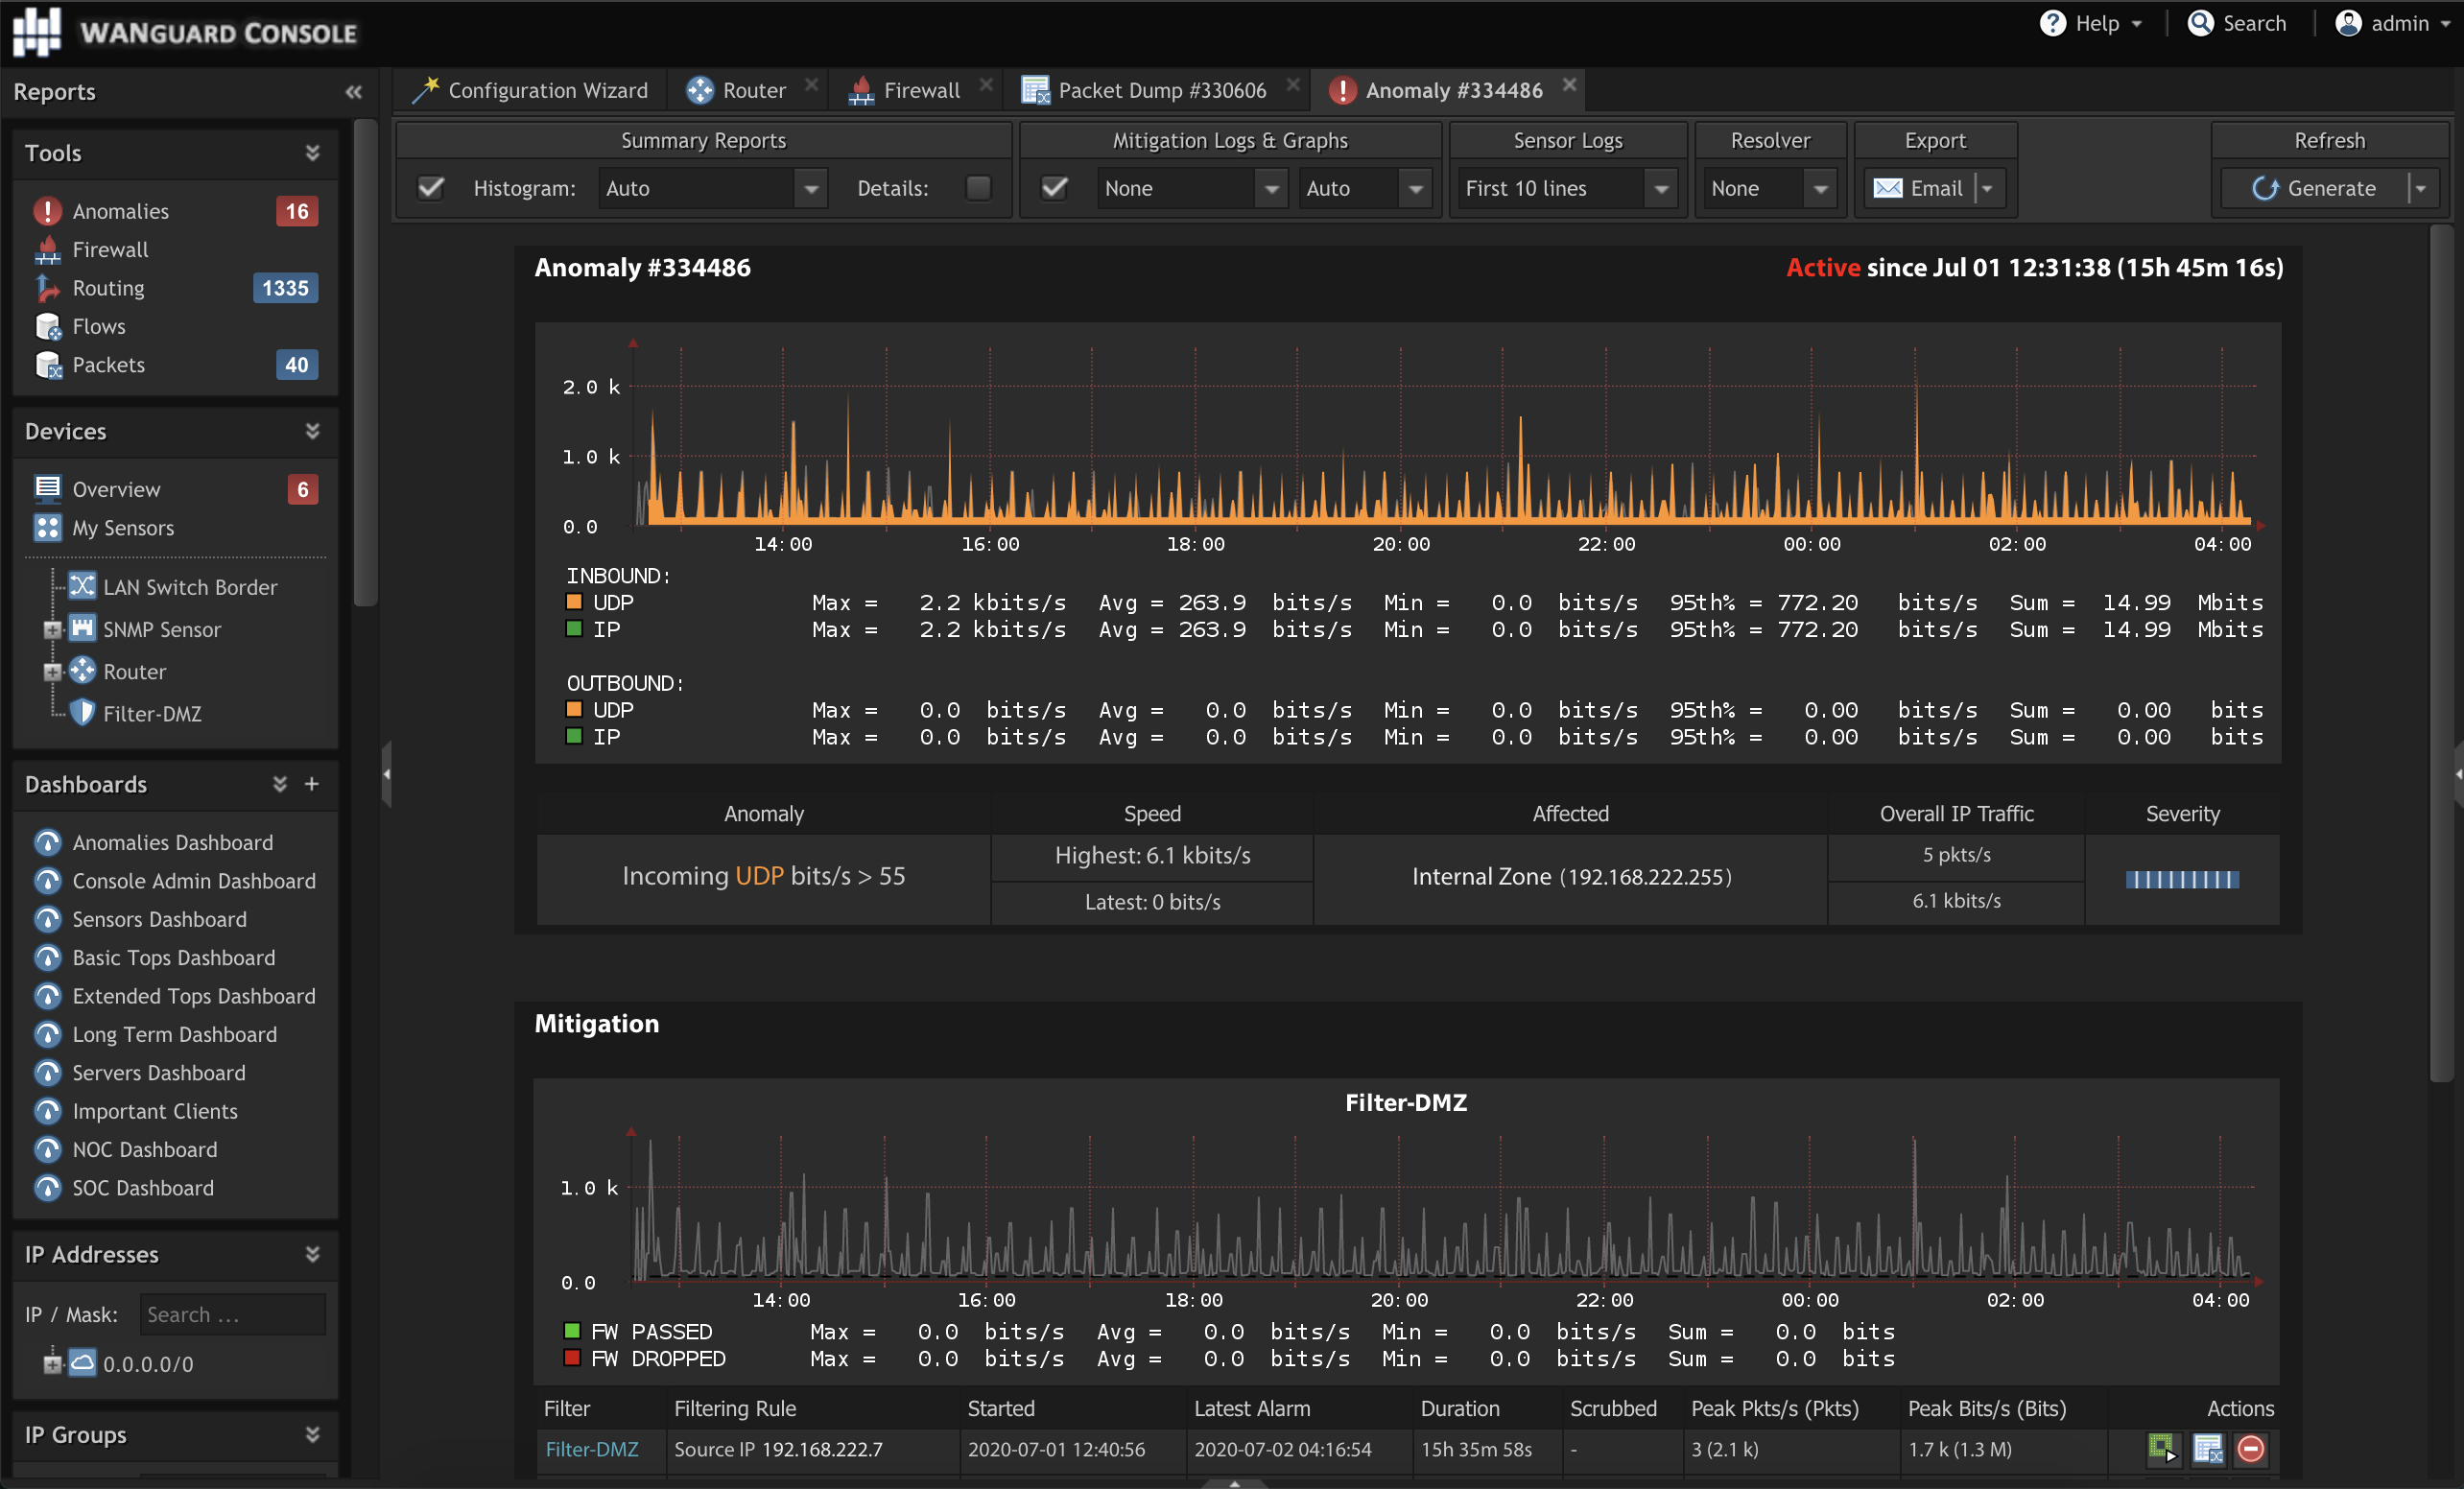 WANGUARD CONSOLE
Help
Search
admin
Reports
Configuration Wizard
Router
Firewall
Packet Dump #330606
Anomaly #334486
Summary Reports
Mitigation Logs & Graphs
Sensor Logs
Resolver
Export
Refresh
Histogram: Auto Details:
None Auto
First 10 lines
None
Email
Generate
Tools
Anomalies 16
Firewall
Routing 1335
Flows
Packets 40
Devices
Overview 6
My Sensors
LAN Switch Border
SNMP Sensor
Router
Filter-DMZ
Dashboards
Anomalies Dashboard
Console Admin Dashboard
Sensors Dashboard
Basic Tops Dashboard
Extended Tops Dashboard
Long Term Dashboard
Servers Dashboard
Important Clients
NOC Dashboard
SOC Dashboard
IP Addresses
IP / Mask: Search ...
0.0.0.0/0
IP Groups
Anomaly #334486
Active since Jul 01 12:31:38 (15h 45m 16s)
2.0 k
1.0 k
0.0
14:00 16:00 18:00 20:00 22:00 00:00 02:00 04:00
INBOUND:
UDP Max = 2.2 kbits/s Avg = 263.9 bits/s Min = 0.0 bits/s 95th% = 772.20 bits/s Sum = 14.99 Mbits
IP Max = 2.2 kbits/s Avg = 263.9 bits/s Min = 0.0 bits/s 95th% = 772.20 bits/s Sum = 14.99 Mbits
OUTBOUND:
UDP Max = 0.0 bits/s Avg = 0.0 bits/s Min = 0.0 bits/s 95th% = 0.00 bits/s Sum = 0.00 bits
IP Max = 0.0 bits/s Avg = 0.0 bits/s Min = 0.0 bits/s 95th% = 0.00 bits/s Sum = 0.00 bits
Anomaly Speed Affected Overall IP Traffic Severity
Incoming UDP bits/s > 55
Highest: 6.1 kbits/s
Latest: 0 bits/s
Internal Zone (192.168.222.255)
5 pkts/s
6.1 kbits/s
Mitigation
Filter-DMZ
1.0 k
0.0
14:00 16:00 18:00 20:00 22:00 00:00 02:00 04:00
FW PASSED Max = 0.0 bits/s Avg = 0.0 bits/s Min = 0.0 bits/s Sum = 0.0 bits
FW DROPPED Max = 0.0 bits/s Avg = 0.0 bits/s Min = 0.0 bits/s Sum = 0.0 bits
Filter Filtering Rule Started Latest Alarm Duration Scrubbed Peak Pkts/s (Pkts) Peak Bits/s (Bits) Actions
Filter-DMZ Source IP 192.168.222.7 2020-07-01 12:40:56 2020-07-02 04:16:54 15h 35m 58s - 3 (2.1 k) 1.7 k (1.3 M)